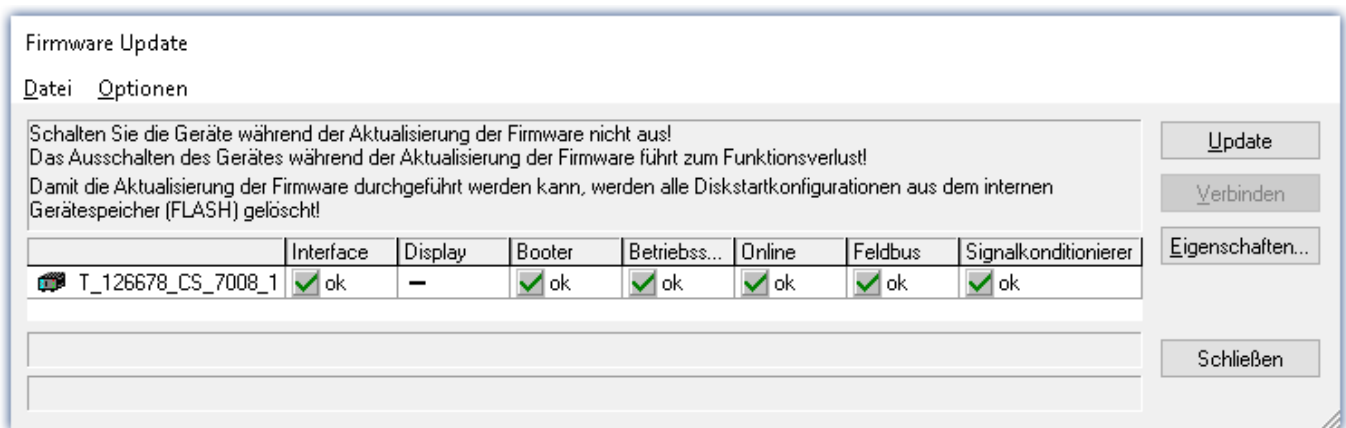 Firmware Update
Datei Optionen
Schalten Sie die Geräte während der Aktualisierung der Firmware nicht aus!
Das Ausschalten des Gerätes während der Aktualisierung der Firmware führt zum Funktionsverlust!
Damit die Aktualisierung der Firmware durchgeführt werden kann, werden alle Diskstartkonfigurationen aus dem internen
Gerätespeicher (FLASH) gelöscht!
Update
Verbinden
Eigenschaften...
Interface Display Booter Betriebss... Online Feldbus Signalkonditionierer
T_126678_CS_7008_1 ok – ok ok ok ok ok
Schließen